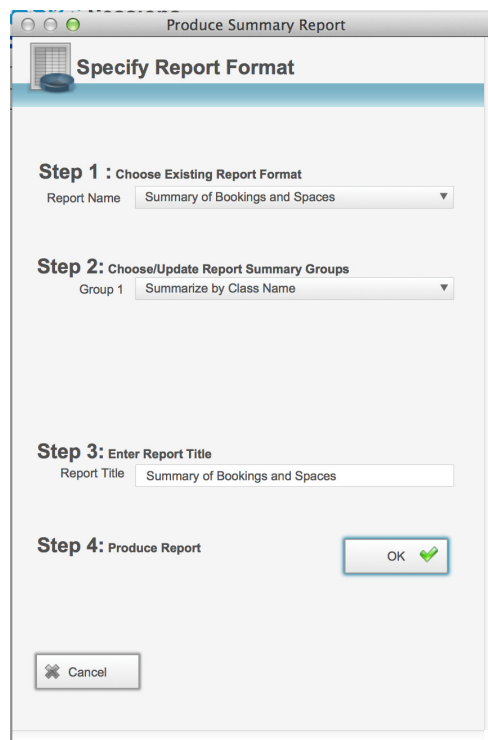 Produce Summary Report
Specify Report Format
Step 1 : Choose Existing Report Format
Report Name Summary of Bookings and Spaces
Step 2: Choose/Update Report Summary Groups
Group 1 Summarize by Class Name
Step 3: Enter Report Title
Report Title Summary of Bookings and Spaces
Step 4: Produce Report
OK
Cancel